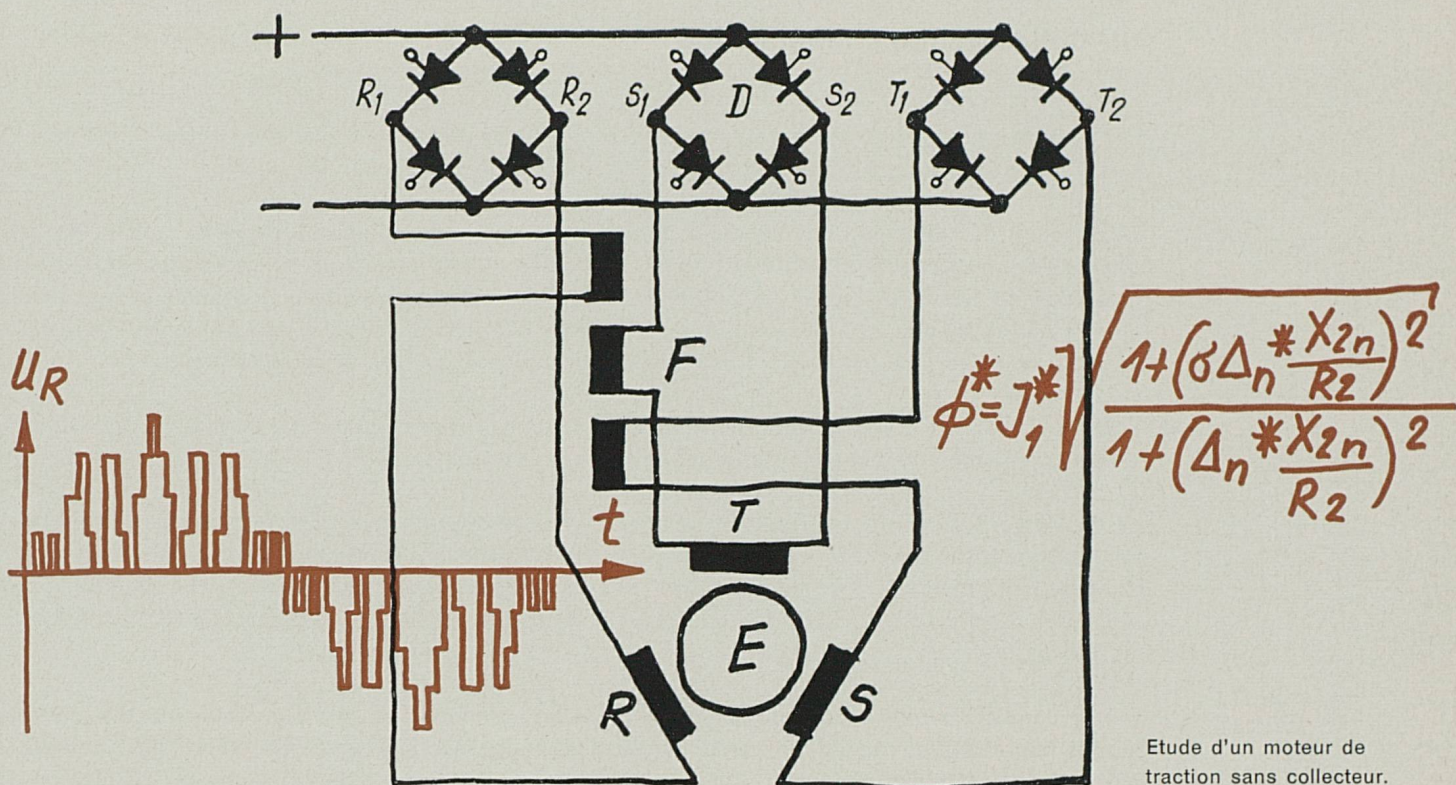 +
R1 R2 S1 D S2 T1 T2
−
F
uR
ϕ* = J1* √ (1+(σΔn* X2n/R2)2) / (1+(Δn* X2n/R2)2)
t
T
E
R S
Etude d'un moteur de
traction sans collecteur.